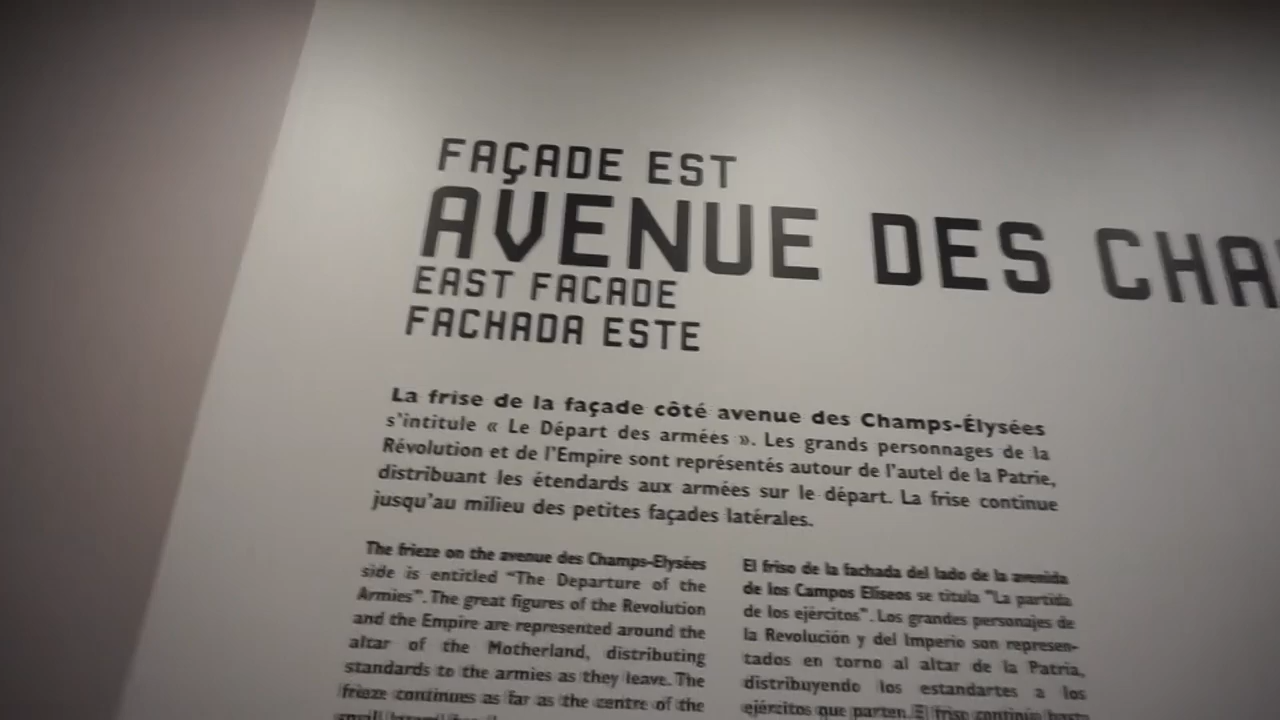 FAÇADE EST
AVENUE DES CHA
EAST FACADE
FACHADA ESTE
La frise de la façade côté avenue des Champs-Élysées
s'intitule « Le Départ des armées ». Les grands personnages de la
Révolution et de l'Empire sont représentés autour de l'autel de la Patrie,
distribuant les étendards aux armées sur le départ. La frise continue
jusqu'au milieu des petites façades latérales.
The frieze on the avenue des Champs-Elysées
side is entitled "The Departure of the
Armies". The great figures of the Revolution
and the Empire are represented around the
altar of the Motherland, distributing
standards to the armies as they leave. The
frieze continues as far as the centre of the
El friso de la fachada del lado de la avenida
de los Campos Elíseos se titula "La partida
de los ejércitos". Los grandes personajes de
la Revolución y del Imperio son represen-
tados en torno al altar de la Patria,
distribuyendo los estandartes a los
ejércitos que parten. El friso continúa hasta